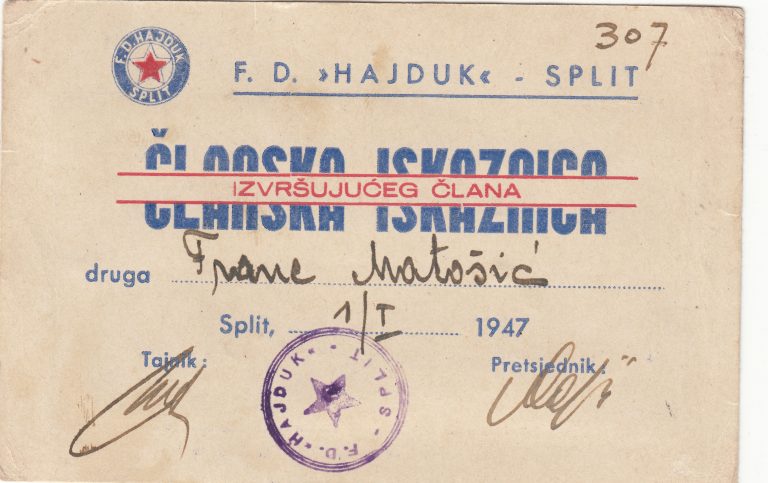 307
F. D. HAJDUK
SPLIT
F. D. »HAJDUK« - SPLIT
ČLANSKA ISKAZNICA
IZVRŠUJUĆEG ČLANA
druga Frane Matošić
Split, 1/I 1947
Tajnik: Pretsjednik:
F.D. »HAJDUK« - SPLIT -